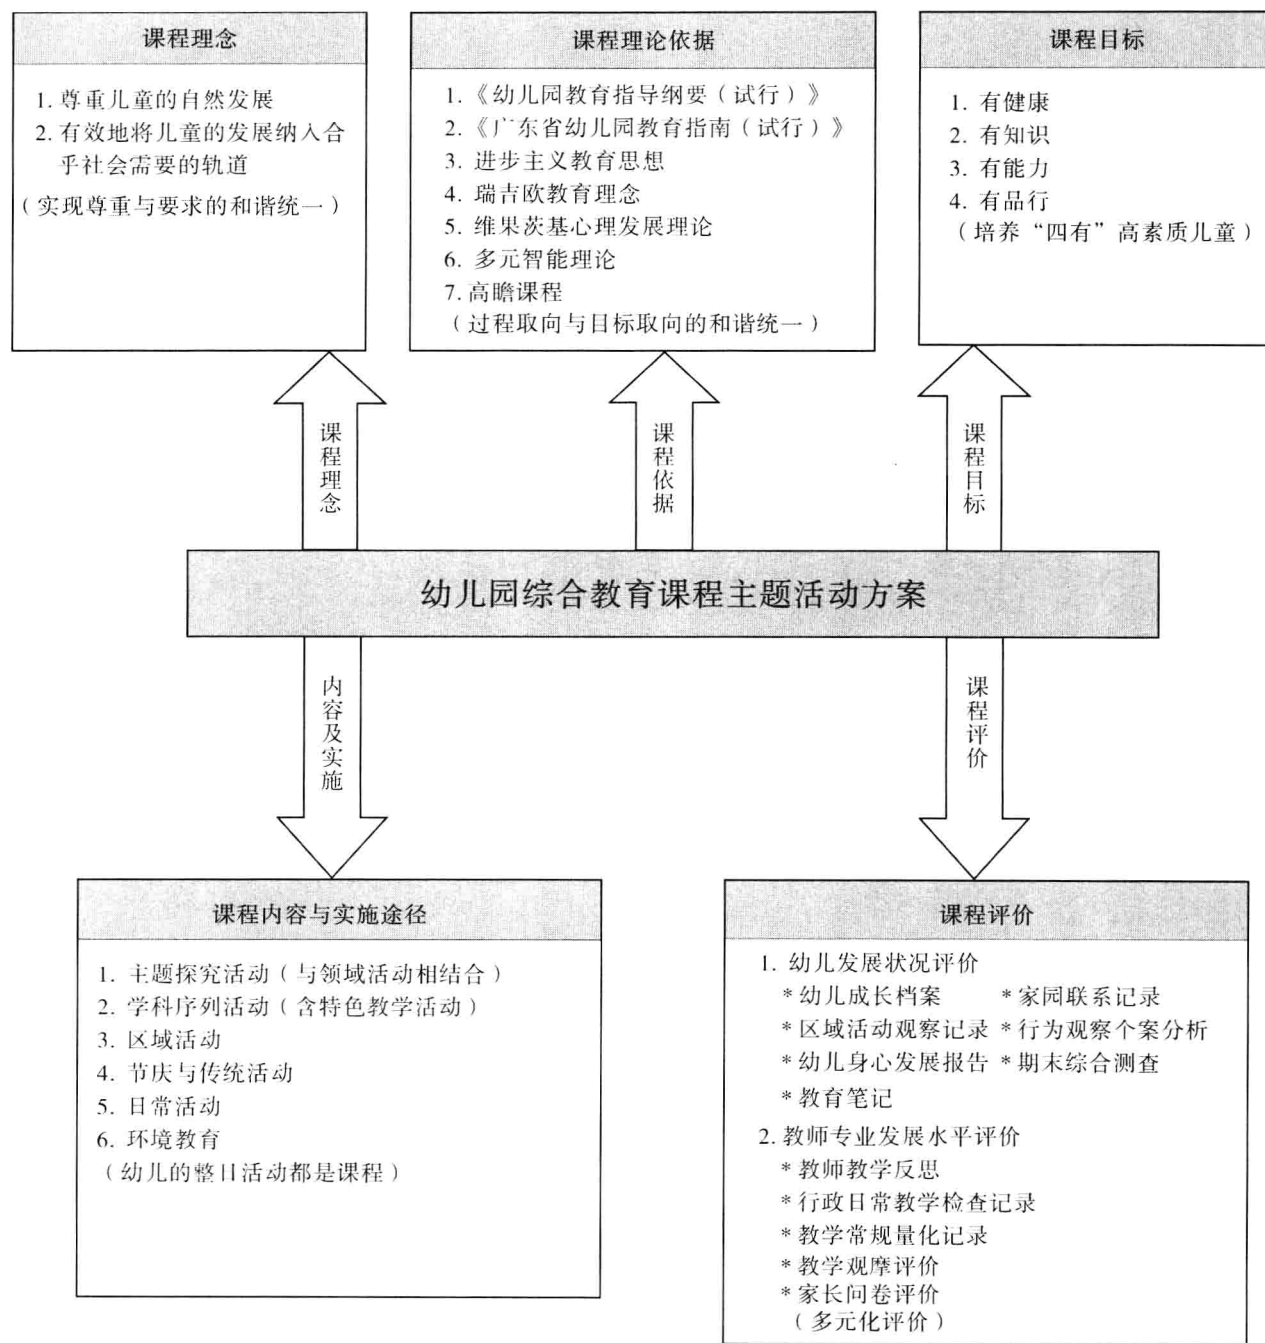 课程理念
1. 尊重儿童的自然发展
2. 有效地将儿童的发展纳入合
乎社会需要的轨道
（实现尊重与要求的和谐统一）
课程理论依据
1.《幼儿园教育指导纲要（试行）》
2.《广东省幼儿园教育指南（试行）》
3. 进步主义教育思想
4. 瑞吉欧教育理念
5. 维果茨基心理发展理论
6. 多元智能理论
7. 高瞻课程
（过程取向与目标取向的和谐统一）
课程目标
1. 有健康
2. 有知识
3. 有能力
4. 有品行
（培养“四有”高素质儿童）
课程理念
课程依据
课程目标
幼儿园综合教育课程主题活动方案
内容及实施
课程评价
课程内容与实施途径
1. 主题探究活动（与领域活动相结合）
2. 学科序列活动（含特色教学活动）
3. 区域活动
4. 节庆与传统活动
5. 日常活动
6. 环境教育
（幼儿的整日活动都是课程）
课程评价
1. 幼儿发展状况评价
*幼儿成长档案 *家园联系记录
*区域活动观察记录 *行为观察个案分析
*幼儿身心发展报告 *期末综合测查
*教育笔记
2. 教师专业发展水平评价
*教师教学反思
*行政日常教学检查记录
*教学常规量化记录
*教学观摩评价
*家长问卷评价
（多元化评价）